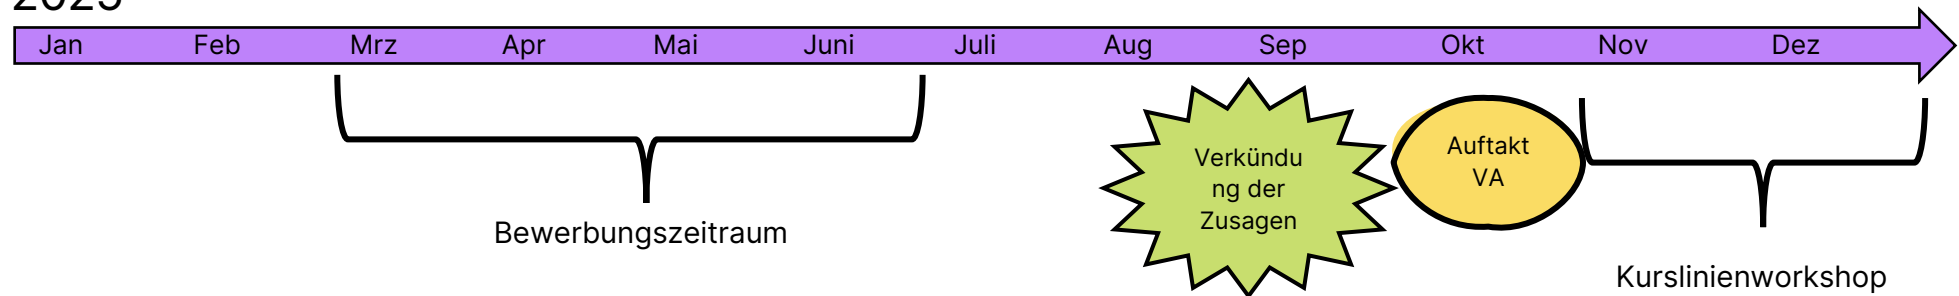 Jan Feb Mrz Apr Mai Juni Juli Aug Sep Okt Nov Dez
Verkündu
ng der
Zusagen
Auftakt
VA
Bewerbungszeitraum
Kurslinienworkshop